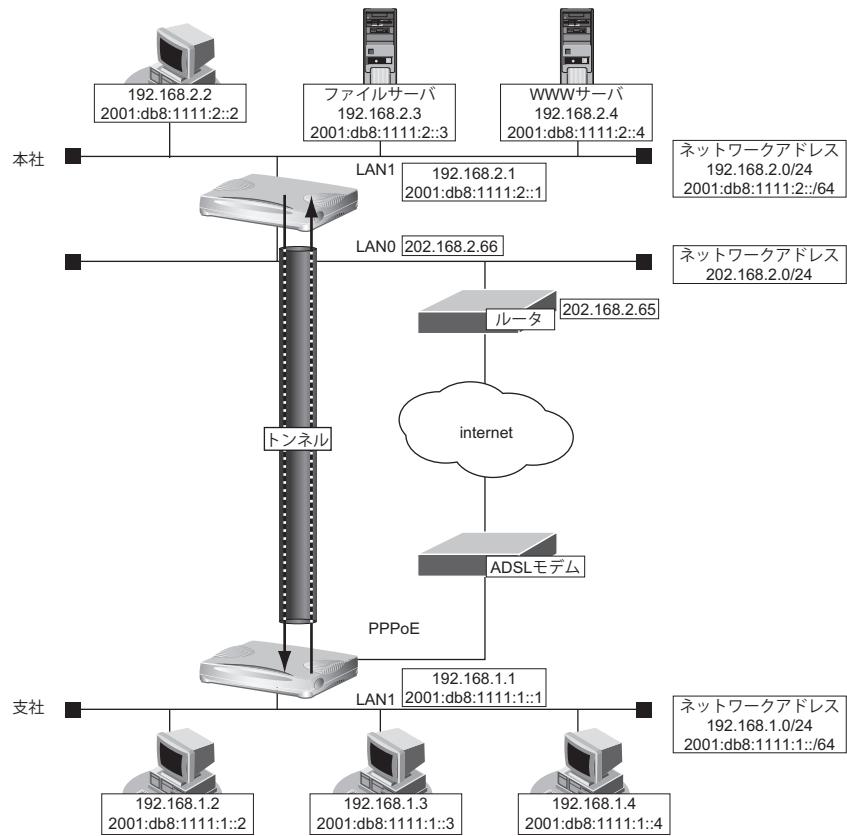 192.168.2.2
2001:db8:1111:2::2
ファイルサーバ
192.168.2.3
2001:db8:1111:2::3
WWWサーバ
192.168.2.4
2001:db8:1111:2::4
本社
LAN1
192.168.2.1
2001:db8:1111:2::1
ネットワークアドレス
192.168.2.0/24
2001:db8:1111:2::/64
LAN0
202.168.2.66
ネットワークアドレス
202.168.2.0/24
ルータ
202.168.2.65
トンネル
internet
ADSLモデム
PPPoE
支社
LAN1
192.168.1.1
2001:db8:1111:1::1
ネットワークアドレス
192.168.1.0/24
2001:db8:1111:1::/64
192.168.1.2
2001:db8:1111:1::2
192.168.1.3
2001:db8:1111:1::3
192.168.1.4
2001:db8:1111:1::4